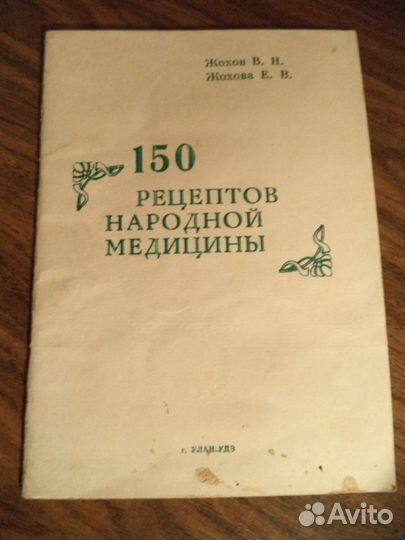 Жохов В. И.
Жохова Е. В.
150
РЕЦЕПТОВ
НАРОДНОЙ
МЕДИЦИНЫ
г. УЛАН-УДЭ
Avito